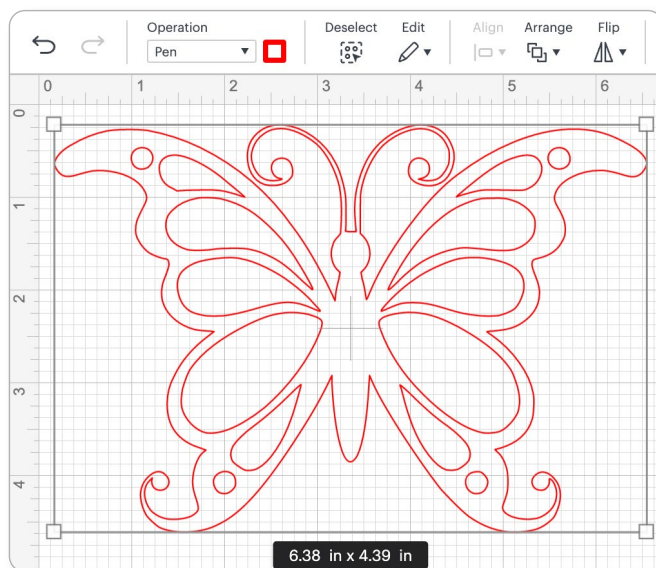 Operation
Deselect
Edit
Align
Arrange
Flip
Pen
0 1 2 3 4 5 6
0
1
2
3
4
6.38 in x 4.39 in